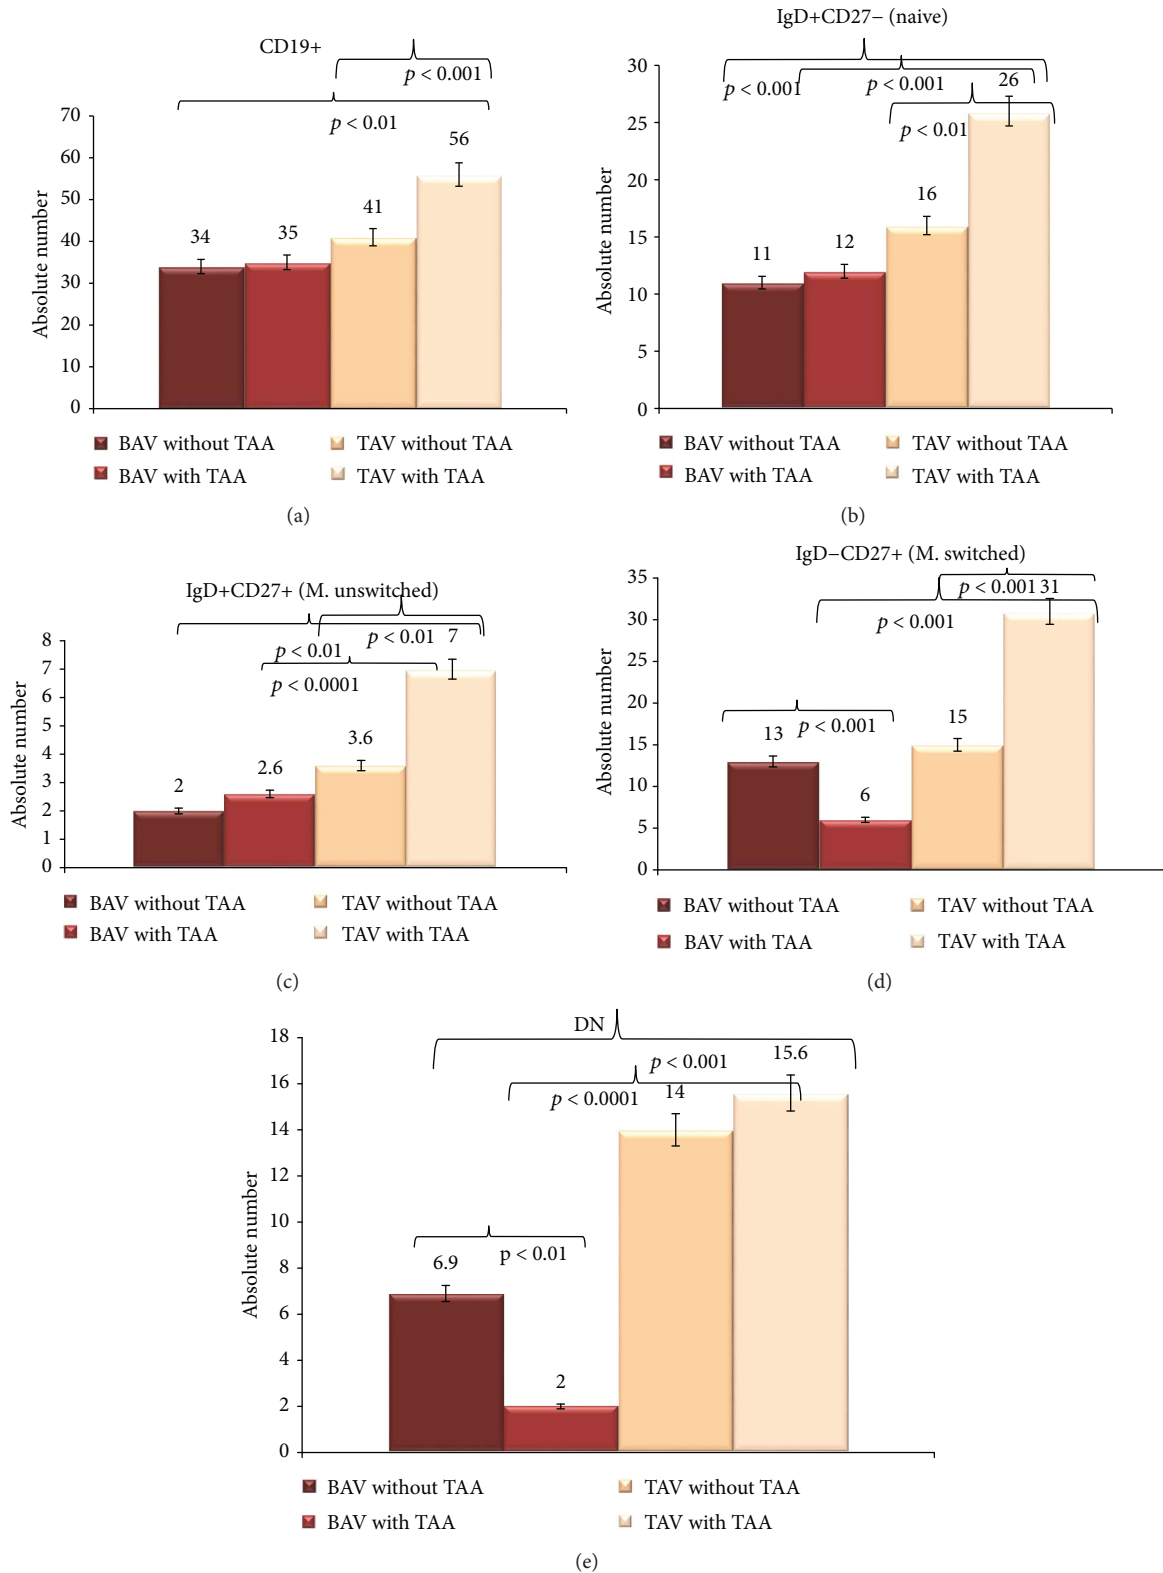 CD19+
p < 0.001
p < 0.01
Absolute number
70
60
50
40
30
20
10
0
34
35
41
56
BAV without TAA
TAV without TAA
BAV with TAA
TAV with TAA
(a)
IgD+CD27− (naive)
p < 0.001
p < 0.001
p < 0.01
Absolute number
30
25
20
15
10
5
0
11
12
16
26
BAV without TAA
TAV without TAA
BAV with TAA
TAV with TAA
(b)
IgD+CD27+ (M. unswitched)
p < 0.01
p < 0.01
p < 0.0001
Absolute number
8
7
6
5
4
3
2
1
0
2
2.6
3.6
7
BAV without TAA
TAV without TAA
BAV with TAA
TAV with TAA
(c)
IgD−CD27+ (M. switched)
p < 0.001
p < 0.001
p < 0.001
Absolute number
35
30
25
20
15
10
5
0
13
6
15
31
BAV without TAA
TAV without TAA
BAV with TAA
TAV with TAA
(d)
DN
p < 0.001
p < 0.0001
p < 0.01
Absolute number
18
16
14
12
10
8
6
4
2
0
6.9
2
14
15.6
BAV without TAA
TAV without TAA
BAV with TAA
TAV with TAA
(e)